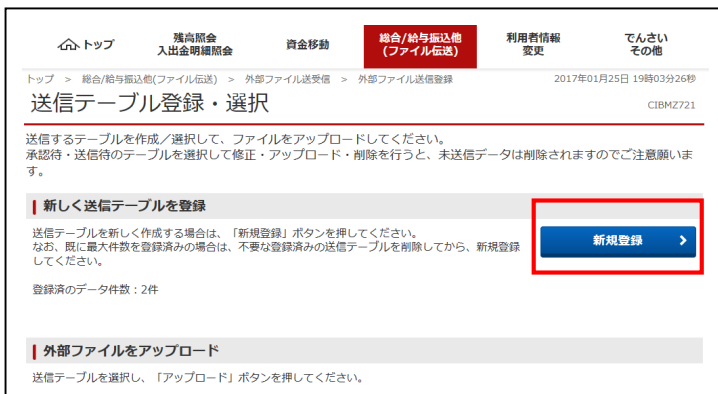 トップ
残高照会
入出金明細照会
資金移動
総合/給与振込他
(ファイル伝送)
利用者情報
変更
でんさい
その他
トップ > 総合/給与振込他(ファイル伝送) > 外部ファイル送受信 > 外部ファイル送信登録
2017年01月25日 19時03分26秒
送信テーブル登録・選択
CIBMZ721
送信するテーブルを作成／選択して、ファイルをアップロードしてください。
承認待・送信待のテーブルを選択して修正・アップロード・削除を行うと、未送信データは削除されますのでご注意願いま
す。
新しく送信テーブルを登録
送信テーブルを新しく作成する場合は、「新規登録」ボタンを押してください。
なお、既に最大件数を登録済みの場合は、不要な登録済みの送信テーブルを削除してから、新規登録
してください。
新規登録
登録済のデータ件数：2件
外部ファイルをアップロード
送信テーブルを選択し、「アップロード」ボタンを押してください。